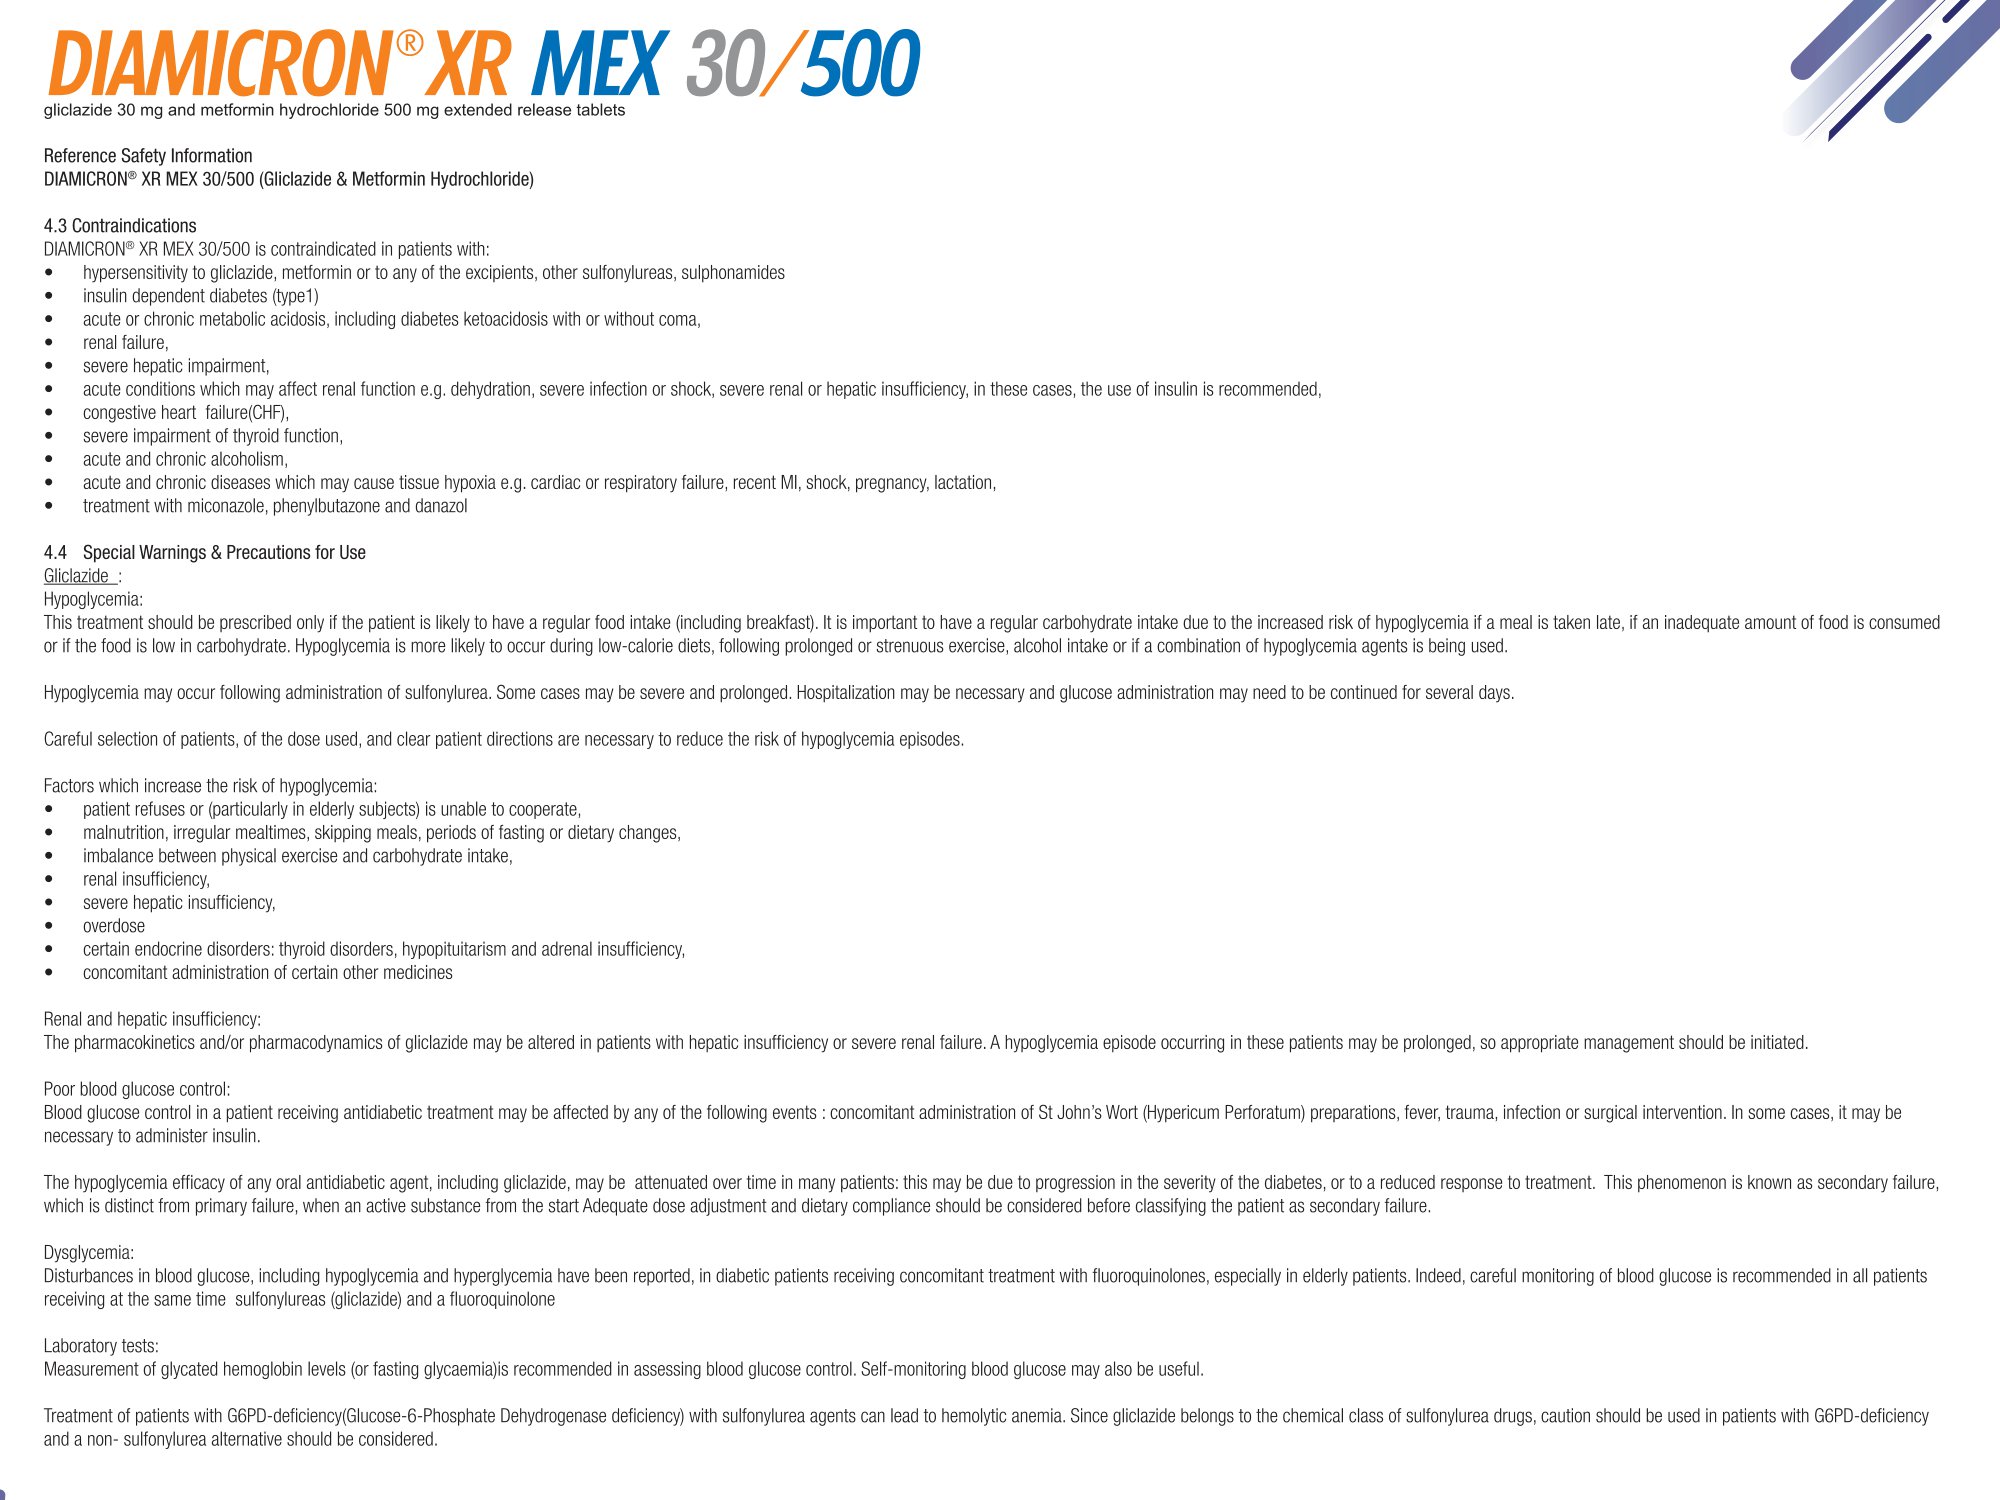 DIAMICRON® XR MEX 30/500
gliclazide 30 mg and metformin hydrochloride 500 mg extended release tablets
Reference Safety Information
DIAMICRON® XR MEX 30/500 (Gliclazide & Metformin Hydrochloride)
4.3 Contraindications
DIAMICRON® XR MEX 30/500 is contraindicated in patients with:
• hypersensitivity to gliclazide, metformin or to any of the excipients, other sulfonylureas, sulphonamides
• insulin dependent diabetes (type1)
• acute or chronic metabolic acidosis, including diabetes ketoacidosis with or without coma,
• renal failure,
• severe hepatic impairment,
• acute conditions which may affect renal function e.g. dehydration, severe infection or shock, severe renal or hepatic insufficiency, in these cases, the use of insulin is recommended,
• congestive heart failure(CHF),
• severe impairment of thyroid function,
• acute and chronic alcoholism,
• acute and chronic diseases which may cause tissue hypoxia e.g. cardiac or respiratory failure, recent MI, shock, pregnancy, lactation,
• treatment with miconazole, phenylbutazone and danazol
4.4 Special Warnings & Precautions for Use
Gliclazide :
Hypoglycemia:
This treatment should be prescribed only if the patient is likely to have a regular food intake (including breakfast). It is important to have a regular carbohydrate intake due to the increased risk of hypoglycemia if a meal is taken late, if an inadequate amount of food is consumed
or if the food is low in carbohydrate. Hypoglycemia is more likely to occur during low-calorie diets, following prolonged or strenuous exercise, alcohol intake or if a combination of hypoglycemia agents is being used.
Hypoglycemia may occur following administration of sulfonylurea. Some cases may be severe and prolonged. Hospitalization may be necessary and glucose administration may need to be continued for several days.
Careful selection of patients, of the dose used, and clear patient directions are necessary to reduce the risk of hypoglycemia episodes.
Factors which increase the risk of hypoglycemia:
• patient refuses or (particularly in elderly subjects) is unable to cooperate,
• malnutrition, irregular mealtimes, skipping meals, periods of fasting or dietary changes,
• imbalance between physical exercise and carbohydrate intake,
• renal insufficiency,
• severe hepatic insufficiency,
• overdose
• certain endocrine disorders: thyroid disorders, hypopituitarism and adrenal insufficiency,
• concomitant administration of certain other medicines
Renal and hepatic insufficiency:
The pharmacokinetics and/or pharmacodynamics of gliclazide may be altered in patients with hepatic insufficiency or severe renal failure. A hypoglycemia episode occurring in these patients may be prolonged, so appropriate management should be initiated.
Poor blood glucose control:
Blood glucose control in a patient receiving antidiabetic treatment may be affected by any of the following events : concomitant administration of St John's Wort (Hypericum Perforatum) preparations, fever, trauma, infection or surgical intervention. In some cases, it may be
necessary to administer insulin.
The hypoglycemia efficacy of any oral antidiabetic agent, including gliclazide, may be attenuated over time in many patients: this may be due to progression in the severity of the diabetes, or to a reduced response to treatment. This phenomenon is known as secondary failure,
which is distinct from primary failure, when an active substance from the start Adequate dose adjustment and dietary compliance should be considered before classifying the patient as secondary failure.
Dysglycemia:
Disturbances in blood glucose, including hypoglycemia and hyperglycemia have been reported, in diabetic patients receiving concomitant treatment with fluoroquinolones, especially in elderly patients. Indeed, careful monitoring of blood glucose is recommended in all patients
receiving at the same time sulfonylureas (gliclazide) and a fluoroquinolone
Laboratory tests:
Measurement of glycated hemoglobin levels (or fasting glycaemia)is recommended in assessing blood glucose control. Self-monitoring blood glucose may also be useful.
Treatment of patients with G6PD-deficiency(Glucose-6-Phosphate Dehydrogenase deficiency) with sulfonylurea agents can lead to hemolytic anemia. Since gliclazide belongs to the chemical class of sulfonylurea drugs, caution should be used in patients with G6PD-deficiency
and a non- sulfonylurea alternative should be considered.